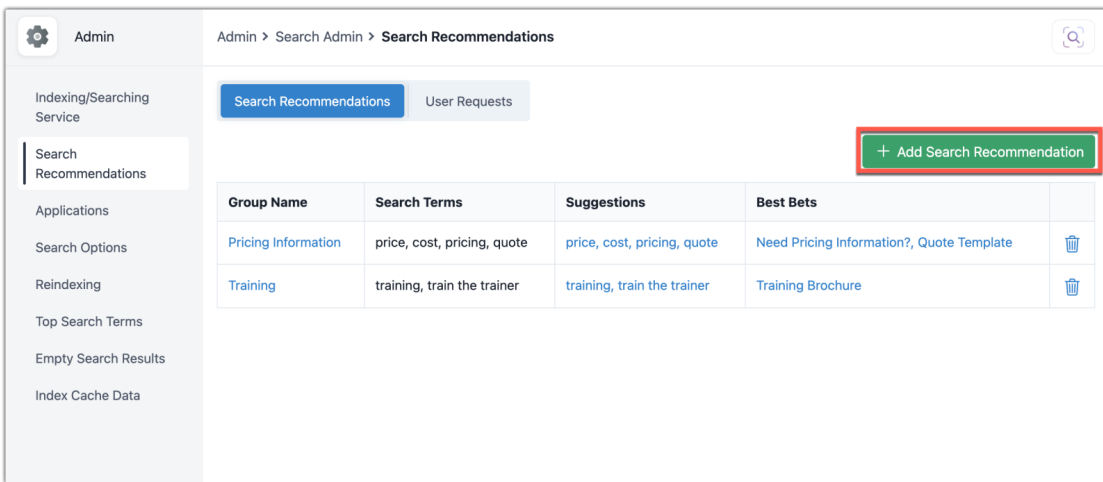 Admin
Admin > Search Admin > Search Recommendations
Indexing/Searching
Service
Search
Recommendations
Applications
Search Options
Reindexing
Top Search Terms
Empty Search Results
Index Cache Data
Search Recommendations User Requests
+ Add Search Recommendation
Group Name Search Terms Suggestions Best Bets
Pricing Information price, cost, pricing, quote price, cost, pricing, quote Need Pricing Information?, Quote Template
Training training, train the trainer training, train the trainer Training Brochure